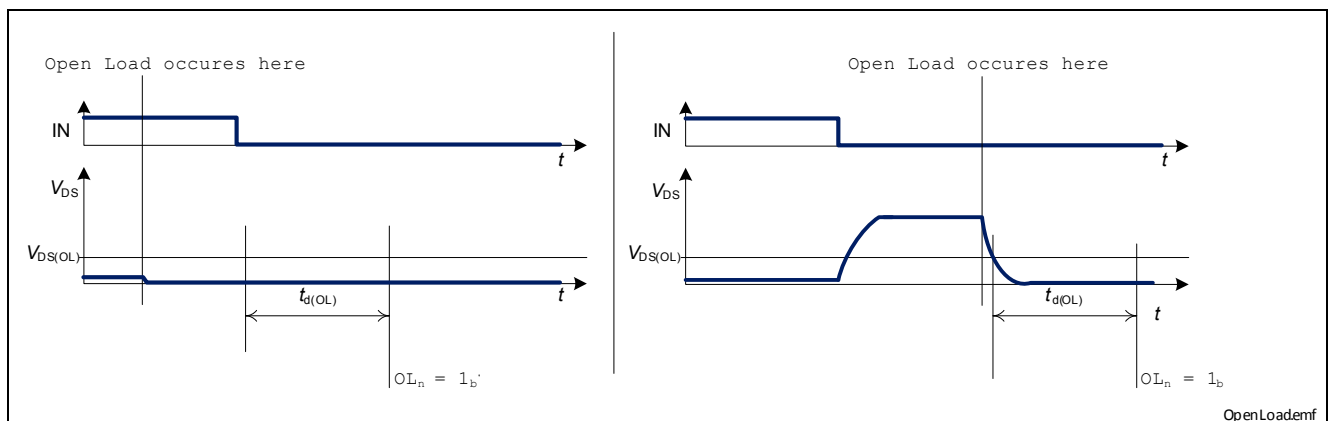 Open Load occures here
IN
t
VDS
VDS(OL)
t
td(OL)
OLn = 1b
Open Load occures here
IN
t
VDS
VDS(OL)
td(OL)
t
OLn = 1b
OpenLoad.emf